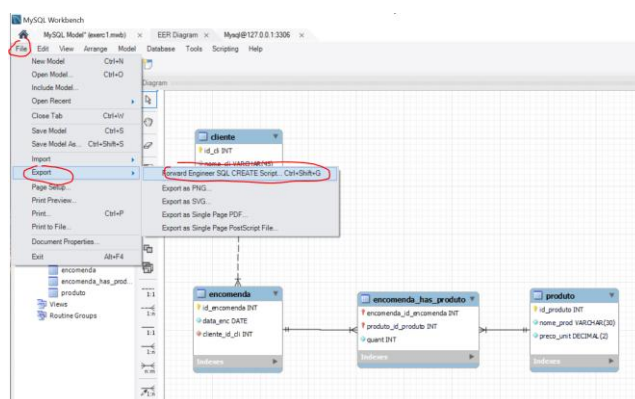 MySQL Workbench
MySQL Model* (exerc1.mwb) × EER Diagram × Mysql@127.0.0.1:3306 ×
File Edit View Arrange Model Database Tools Scripting Help
New Model Ctrl+N
Open Model... Ctrl+O
Include Model...
Open Recent
Close Tab Ctrl+W
Save Model Ctrl+S
Save Model As... Ctrl+Shift+S
Import
Export
Page Setup...
Print Preview...
Print... Ctrl+P
Print to File...
Document Properties...
Exit Alt+F4
Diagram
Forward Engineer SQL CREATE Script... Ctrl+Shift+G
Export as PNG...
Export as SVG...
Export as Single Page PDF...
Export as Single Page PostScript File...
cliente
id_cli INT
nome_cli VARCHAR(45)
encomenda
encomenda_has_prod...
produto
Views
Routine Groups
1:1
1:n
1:1
1:n
n:m
1:n
encomenda
id_encomenda INT
data_enc DATE
cliente_id_cli INT
Indexes
encomenda_has_produto
encomenda_id_encomenda INT
produto_id_produto INT
quant INT
Indexes
produto
id_produto INT
nome_prod VARCHAR(30)
preco_unit DECIMAL(2)
Indexes